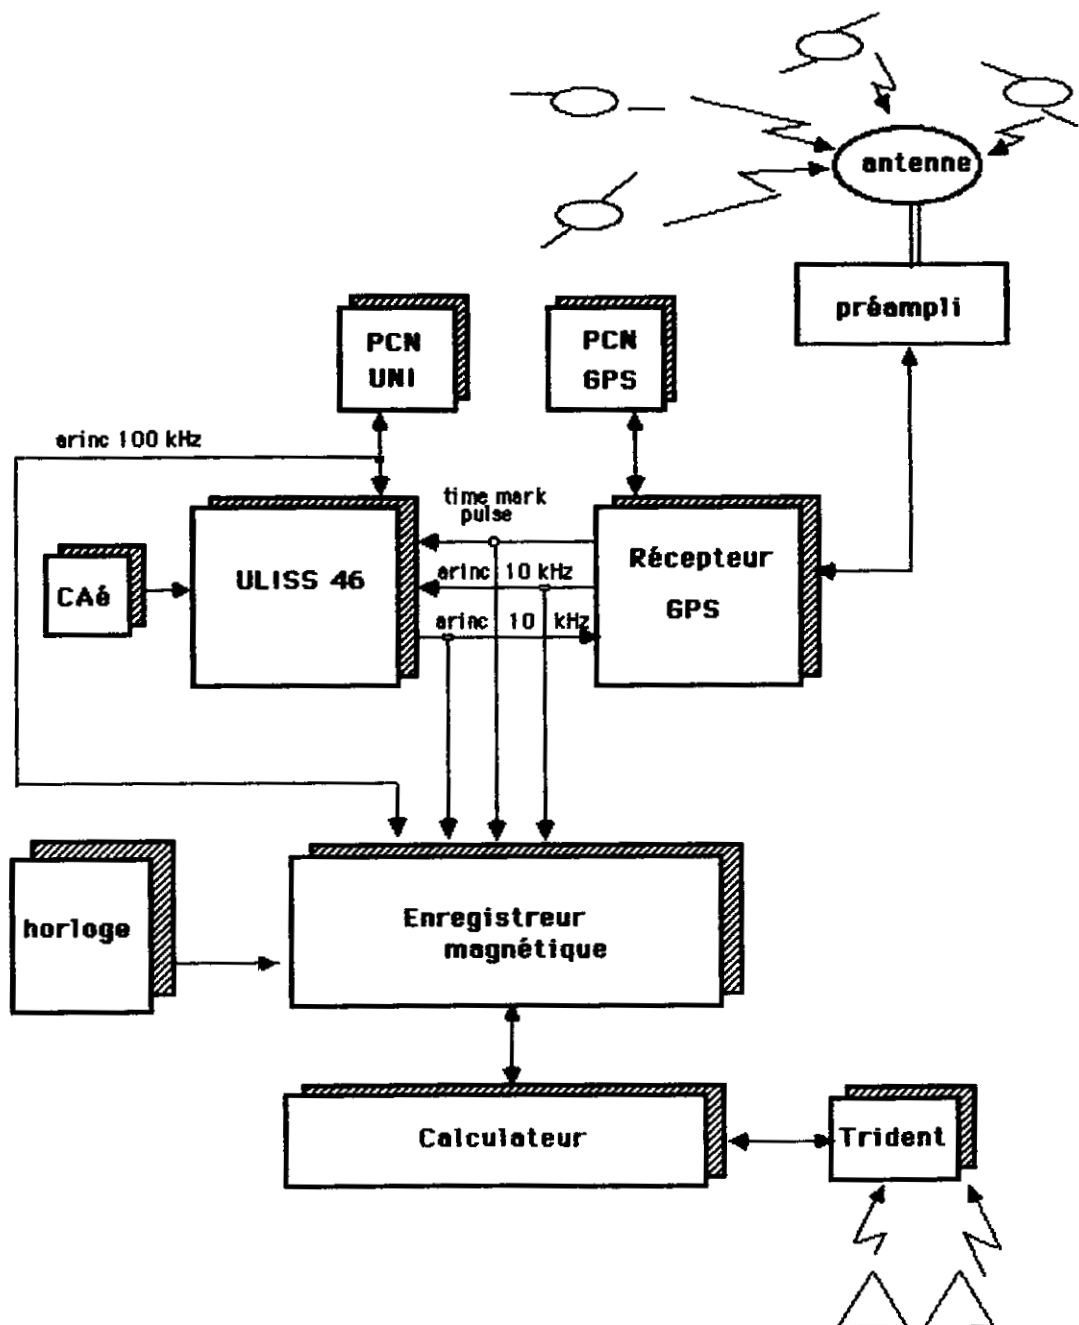 antenne
préampli
PCN
UNI
PCN
GPS
arinc 100 kHz
time mark
pulse
CAé
ULISS 46
arinc 10 kHz
arinc 10 kHz
Récepteur
GPS
horloge
Enregistreur
magnétique
Calculateur
Trident